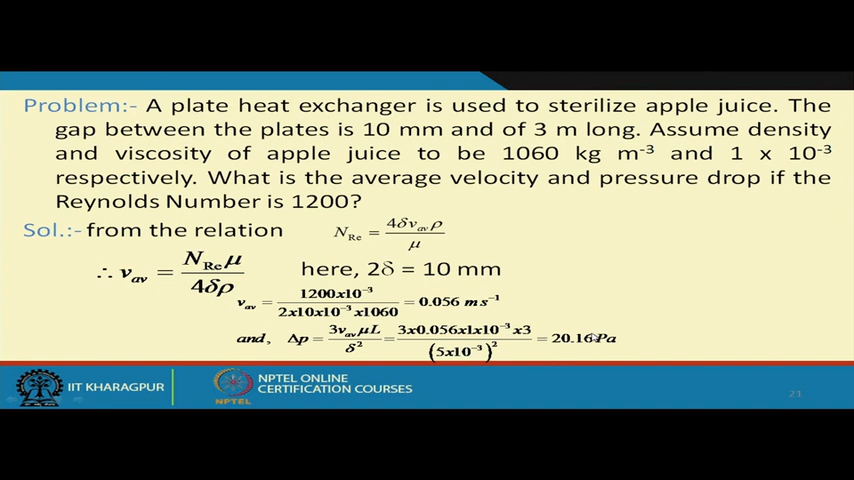 Problem:- A plate heat exchanger is used to sterilize apple juice. The
gap between the plates is 10 mm and of 3 m long. Assume density
and viscosity of apple juice to be 1060 kg m⁻³ and 1 x 10⁻³
respectively. What is the average velocity and pressure drop if the
Reynolds Number is 1200?
Sol.:- from the relation N_Re = 4δv_av ρ / μ
∴ v_av = N_Re μ / 4δρ here, 2δ = 10 mm
v_av = 1200x10⁻³ / 2x10x10⁻³x1060 = 0.056 ms⁻¹
and, Δp = 3v_av μL / δ² = 3x0.056x1x10⁻³x3 / (5x10⁻³)² = 20.16Pa
IIT KHARAGPUR
NPTEL
NPTEL ONLINE
CERTIFICATION COURSES
21